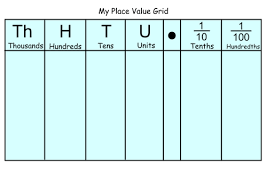 My Place Value Grid
Th H T U . 1/10 1/100
Thousands Hundreds Tens Units Tenths Hundredths